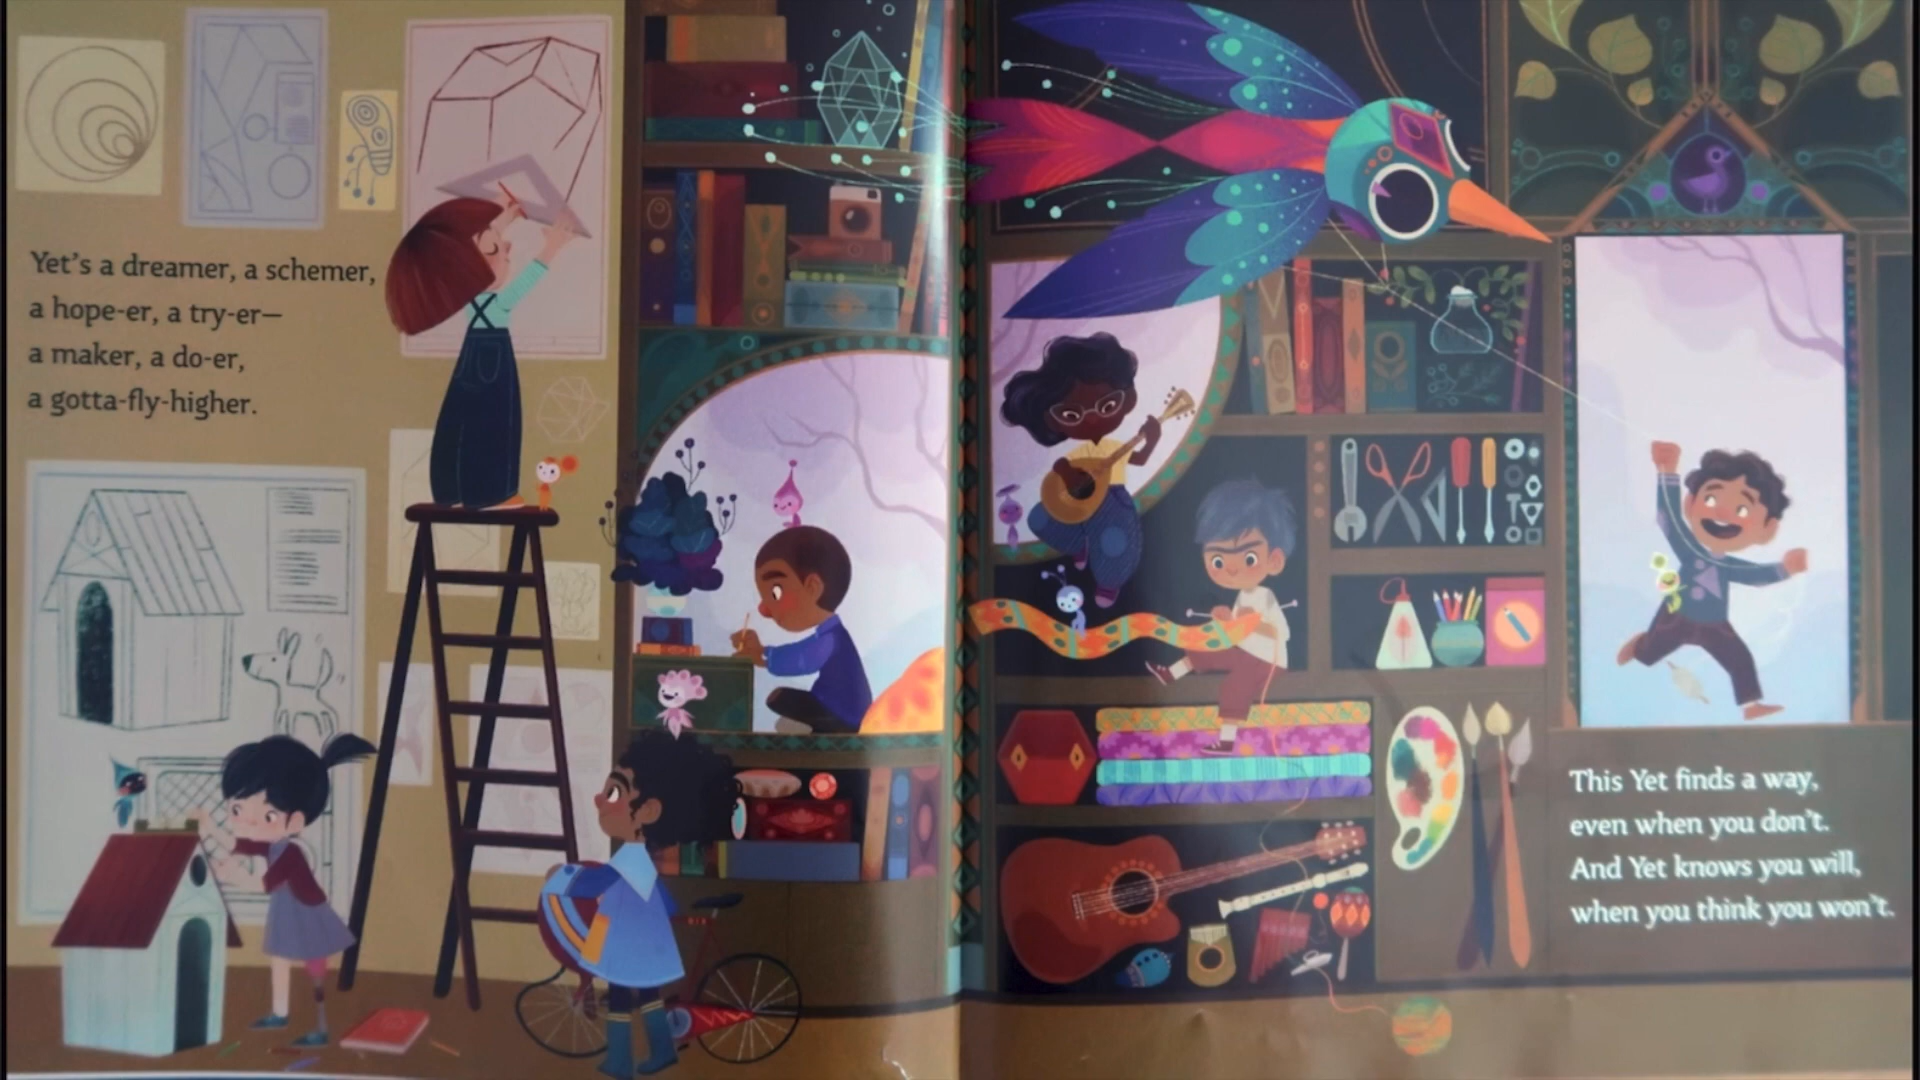 Yet's a dreamer, a schemer,
a hope-er, a try-er—
a maker, a do-er,
a gotta-fly-higher.
This Yet finds a way,
even when you don't.
And Yet knows you will,
when you think you won't.